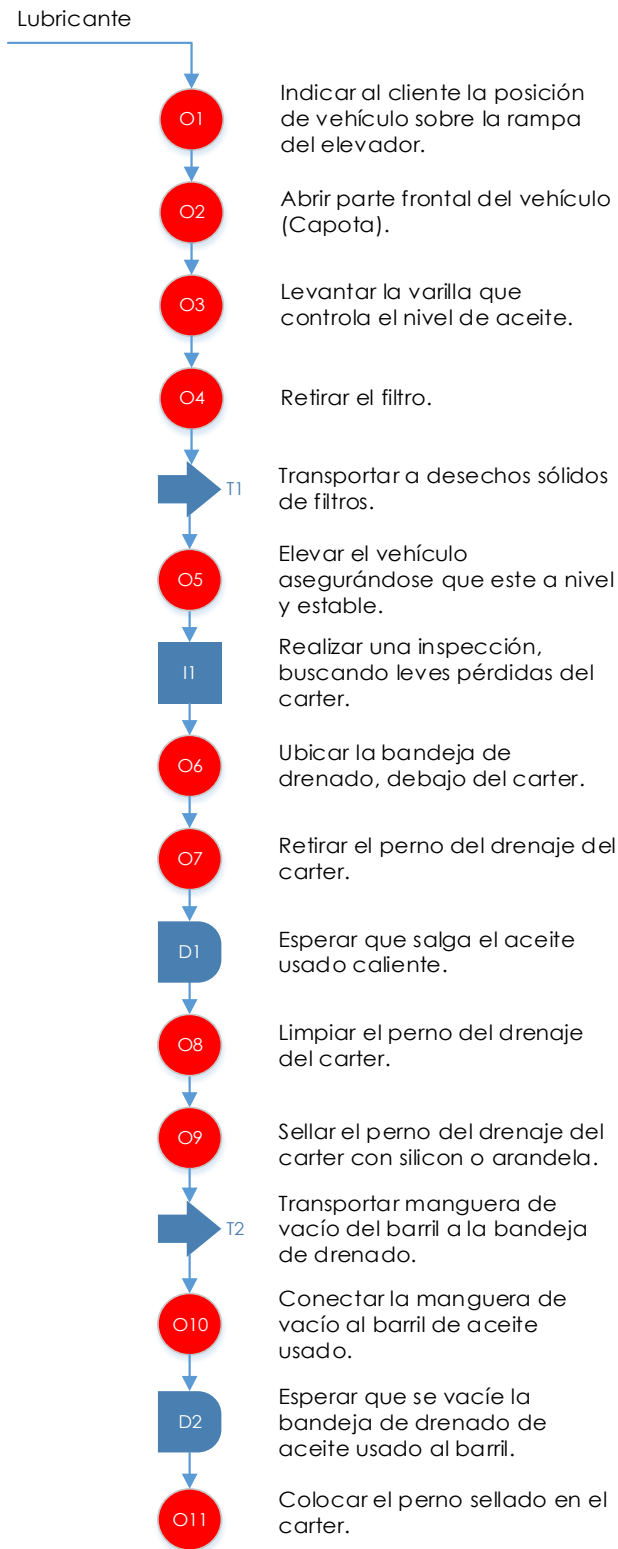 Lubricante
O1
Indicar al cliente la posición
de vehículo sobre la rampa
del elevador.
O2
Abrir parte frontal del vehículo
(Capota).
O3
Levantar la varilla que
controla el nivel de aceite.
O4
Retirar el filtro.
T1
Transportar a desechos sólidos
de filtros.
O5
Elevar el vehículo
asegurándose que este a nivel
y estable.
I1
Realizar una inspección,
buscando leves pérdidas del
carter.
O6
Ubicar la bandeja de
drenado, debajo del carter.
O7
Retirar el perno del drenaje del
carter.
D1
Esperar que salga el aceite
usado caliente.
O8
Limpiar el perno del drenaje
del carter.
O9
Sellar el perno del drenaje del
carter con silicon o arandela.
T2
Transportar manguera de
vacío del barril a la bandeja
de drenado.
O10
Conectar la manguera de
vacío al barril de aceite
usado.
D2
Esperar que se vacíe la
bandeja de drenado de
aceite usado al barril.
O11
Colocar el perno sellado en el
carter.